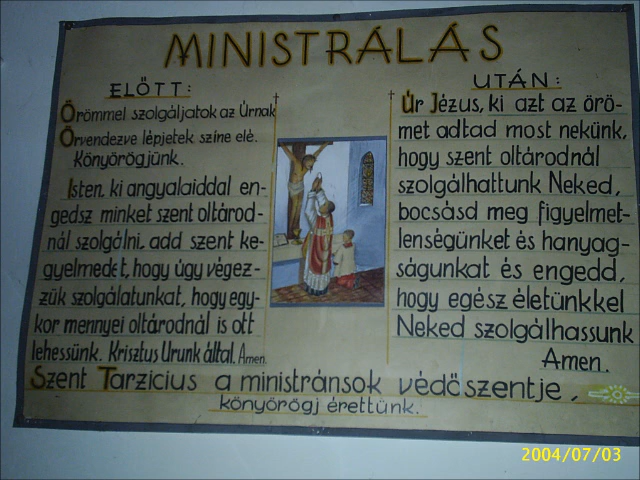 MINISTRÁLÁS
ELŐTT:
Örömmel szolgáljatok az Úrnak
Örvendezve lépjetek színe elé.
Könyörögjünk.
Isten, ki angyalaiddal en-
gedsz minket szent oltárod-
nál szolgálni, add szent ke-
gyelmedet, hogy úgy végez-
zük szolgálatunkat, hogy egy-
kor mennyei oltárodnál is ott
lehessünk. Krisztus Urunk által. Amen.
UTÁN:
Úr Jézus, ki azt az örö-
met adtad most nekünk,
hogy szent oltárodnál
szolgálhattunk Neked,
bocsásd meg figyelmet-
lenségünket és hanyag-
ságunkat és engedd,
hogy egész életünkkel
Neked szolgálhassunk
Amen.
Szent Tarzicius a ministránsok védőszentje,
könyörögj érettünk.
2004/07/03